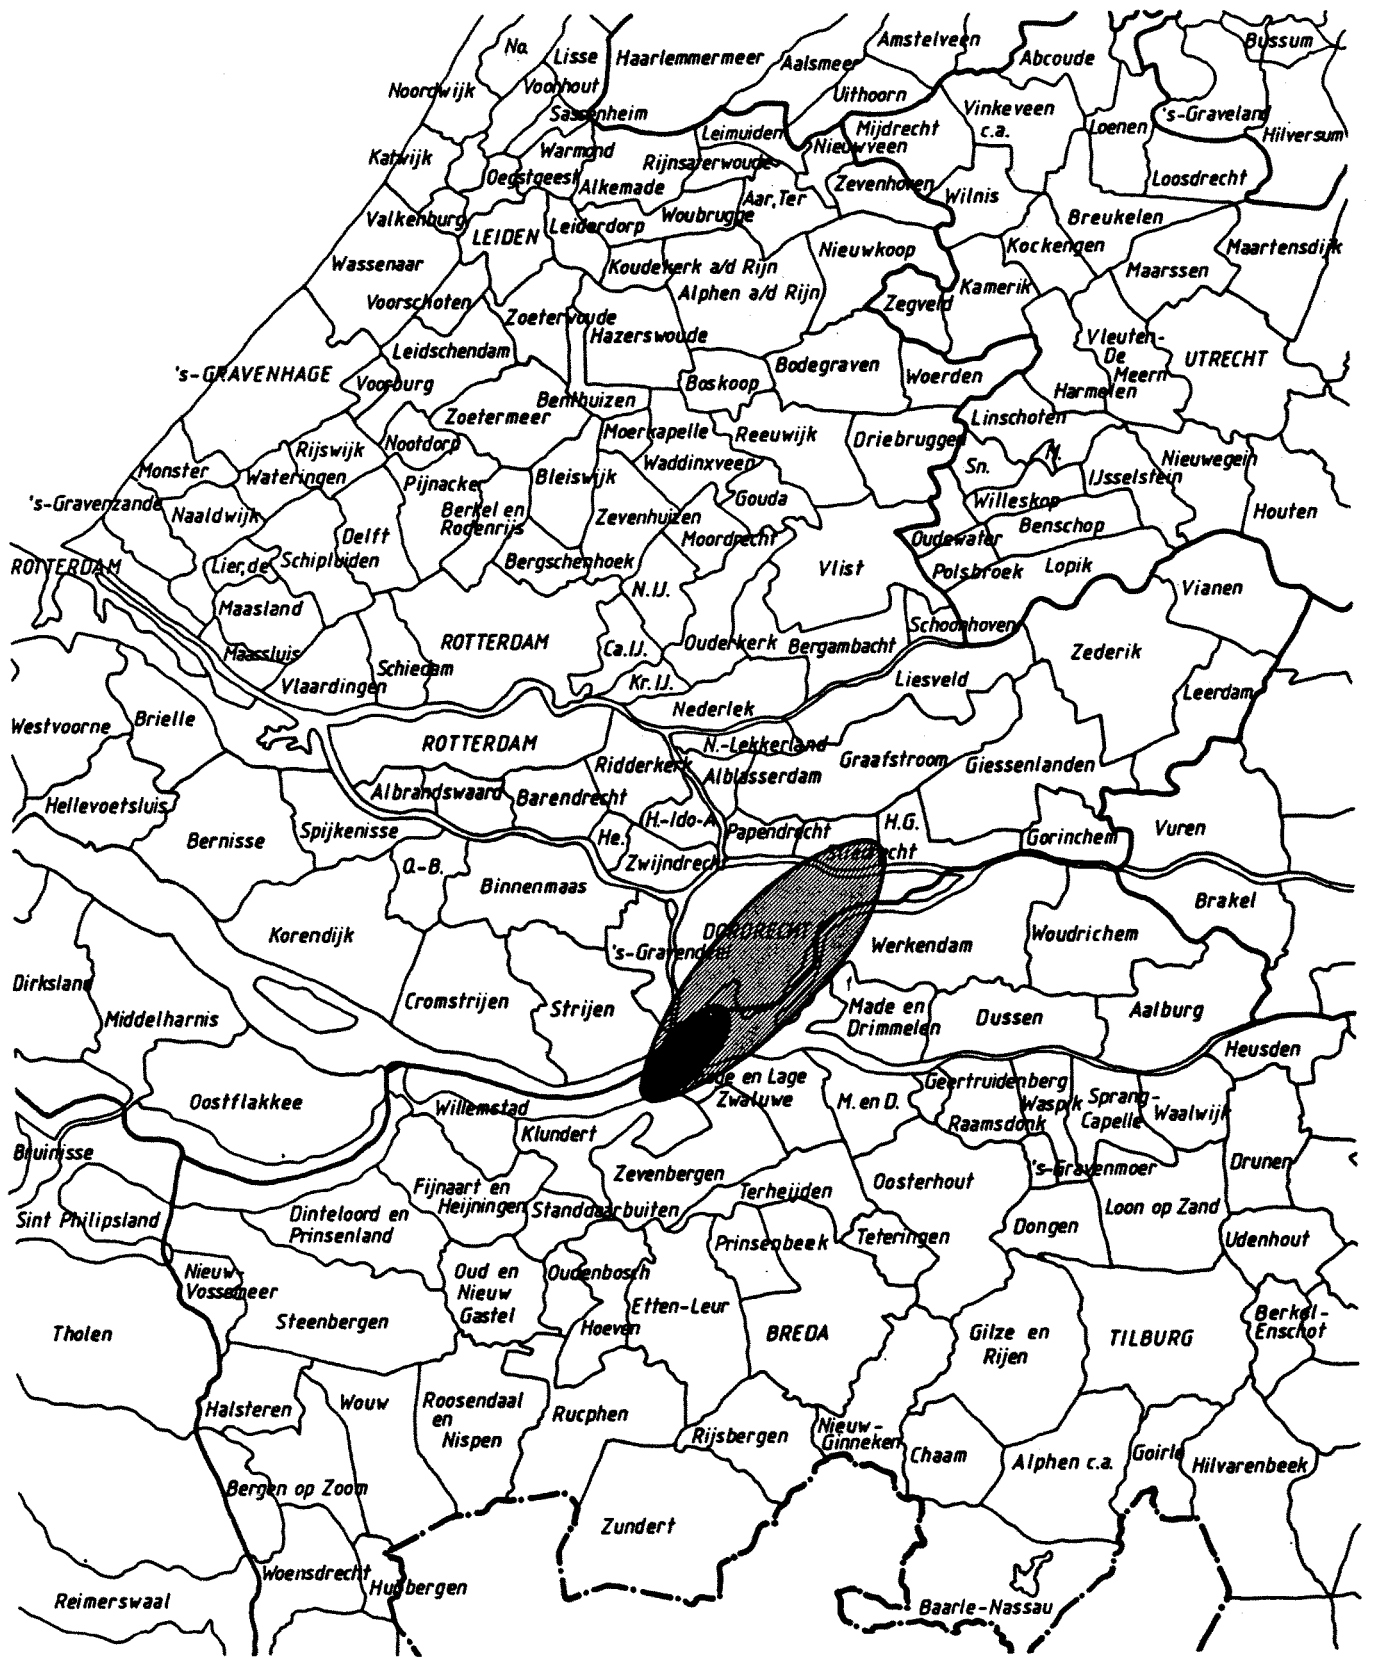 No.
Lisse
Haarlemmermeer
Aalsmeer
Amstelveen
Abcoude
Bussum
Noordwijk
Voorhout
Uithoorn
Vinkeveen
c.a.
's-Graveland
Sassenheim
Leimuiden
Mijdrecht
Loenen
Hilversum
Katwijk
Warmond
Rijnsaterwoude
Nieuwveen
Oegstgeest
Alkemade
Zevenhoven
Wilnis
Loosdrecht
Valkenburg
LEIDEN
Leiderdorp
Woubrugge
Aar, Ter
Breukelen
Wassenaar
Koudekerk a/d Rijn
Nieuwkoop
Kockengen
Maarssen
Maartensdijk
Voorschoten
Zoeterwoude
Alphen a/d Rijn
Zegveld
Kamerik
Hazerswoude
Leidschendam
Vleuten-
De
Meern
UTRECHT
's-GRAVENHAGE
Voorburg
Boskoop
Bodegraven
Woerden
Harmelen
Benthuizen
Zoetermeer
Moerkapelle
Reeuwijk
Driebruggen
Linschoten
Rijswijk
Nootdorp
Waddinxveen
Sn.
M.
Nieuwegein
Monster
Wateringen
Pijnacker
Bleiswijk
Gouda
Willeskop
IJsselstein
's-Gravenzande
Naaldwijk
Delft
Berkel en
Rodenrijs
Zevenhuizen
Moordrecht
Benschop
Houten
ROTTERDAM
Lier, de
Schipluiden
Bergschenhoek
Vlist
Oudewater
Polsbroek
Lopik
Vianen
Maasland
N.IJ.
Maassluis
ROTTERDAM
Ca.IJ.
Ouderkerk
Bergambacht
Schoonhoven
Zederik
Vlaardingen
Schiedam
Kr.IJ.
Liesveld
Leerdam
Westvoorne
Brielle
Nederlek
ROTTERDAM
N.-Lekkerland
Ridderkerk
Alblasserdam
Graafstroom
Giessenlanden
Hellevoetsluis
Albrandswaard
Barendrecht
Bernisse
Spijkenisse
H.-Ido-A
Papendrecht
H.G.
Gorinchem
Vuren
He.
Zwijndrecht
Sliedrecht
O.-B.
Binnenmaas
Brakel
Korendijk
's-Gravendeel
DORDRECHT
Werkendam
Woudrichem
Dirksland
Middelharnis
Cromstrijen
Strijen
Made en
Drimmelen
Dussen
Aalburg
Heusden
Oostflakkee
Willemstad
ge en Lage
Zwaluwe
M. en D.
Geertruidenberg
Raamsdonk
Waspik
Sprang-
Capelle
Waalwijk
Bruinisse
Klundert
Zevenbergen
's-Gravenmoer
Drunen
Sint Philipsland
Fijnaart en
Heijningen
Standdaarbuiten
Terheijden
Oosterhout
Loon op Zand
Dinteloord en
Prinsenland
Prinsenbeek
Teteringen
Dongen
Udenhout
Nieuw-
Vossemeer
Oud en
Nieuw
Gastel
Oudenbosch
Tholen
Steenbergen
Hoeven
Etten-Leur
BREDA
Gilze en
Rijen
TILBURG
Berkel-
Enschot
Halsteren
Wouw
Roosendaal
en
Nispen
Rucphen
Rijsbergen
Nieuw-
Ginneken
Chaam
Alphen c.a.
Goirle
Hilvarenbeek
Bergen op Zoom
Zundert
Woensdrecht
Huijbergen
Reimerswaal
Baarle-Nassau